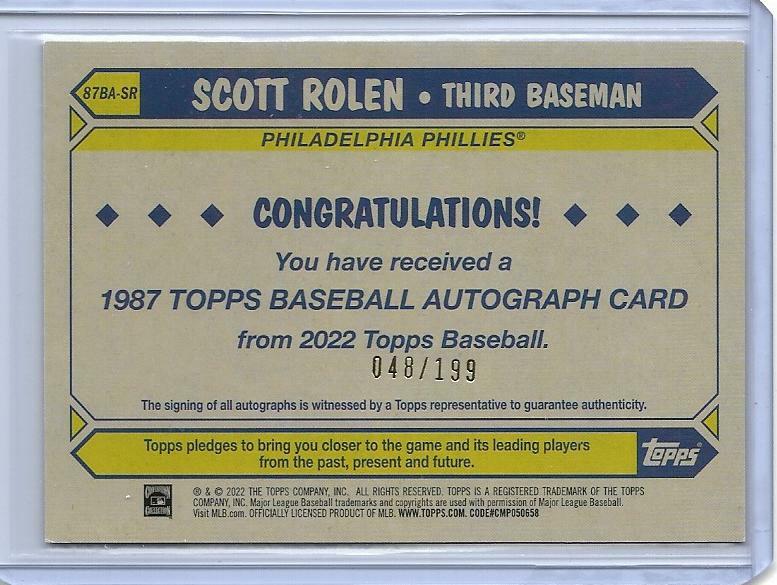 87BA-SR
SCOTT ROLEN • THIRD BASEMAN
PHILADELPHIA PHILLIES®
CONGRATULATIONS!
You have received a
1987 TOPPS BASEBALL AUTOGRAPH CARD
from 2022 Topps Baseball.
048/199
The signing of all autographs is witnessed by a Topps representative to guarantee authenticity.
Topps pledges to bring you closer to the game and its leading players
from the past, present and future.
topps
® & © 2022 THE TOPPS COMPANY, INC. ALL RIGHTS RESERVED. TOPPS IS A REGISTERED TRADEMARK OF THE TOPPS
COMPANY, INC. Major League Baseball trademarks and copyrights are used with permission of Major League Baseball.
Visit MLB.com. OFFICIALLY LICENSED PRODUCT OF MLB. WWW.TOPPS.COM. CODE#CMP050658